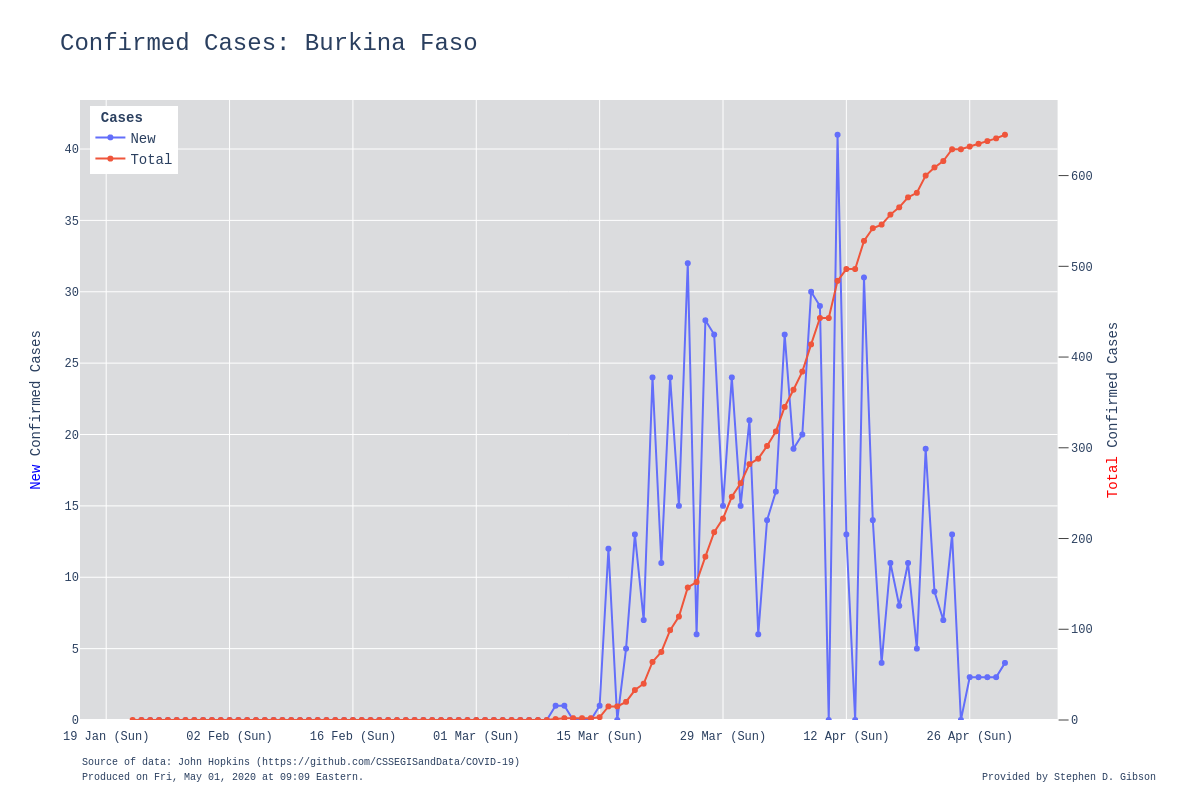 Confirmed Cases: Burkina Faso
Cases
New
Total
40
35
30
25
20
15
10
5
0
600
500
400
300
200
100
0
New Confirmed Cases
Total Confirmed Cases
19 Jan (Sun) 02 Feb (Sun) 16 Feb (Sun) 01 Mar (Sun) 15 Mar (Sun) 29 Mar (Sun) 12 Apr (Sun) 26 Apr (Sun)
Source of data: John Hopkins (https://github.com/CSSEGISandData/COVID-19)
Produced on Fri, May 01, 2020 at 09:09 Eastern.
Provided by Stephen D. Gibson